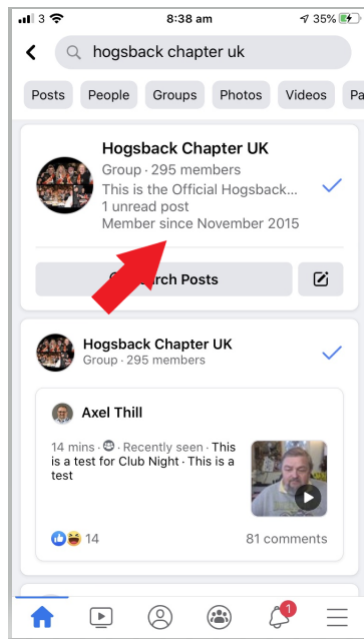 3 8:38 am 35%
hogsback chapter uk
Posts People Groups Photos Videos Pa
Hogsback Chapter UK
Group · 295 members
This is the Official Hogsback...
1 unread post
Member since November 2015
rch Posts
Hogsback Chapter UK
Group · 295 members
Axel Thill
14 mins · Recently seen · This
is a test for Club Night · This is a
test
14 81 comments
1